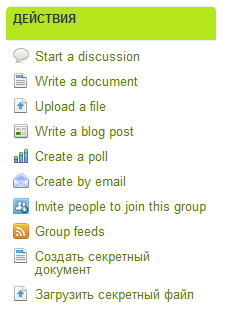 ДЕЙСТВИЯ
Start a discussion
Write a document
Upload a file
Write a blog post
Create a poll
Create by email
Invite people to join this group
Group feeds
Создать секретный
документ
Загрузить секретный файл